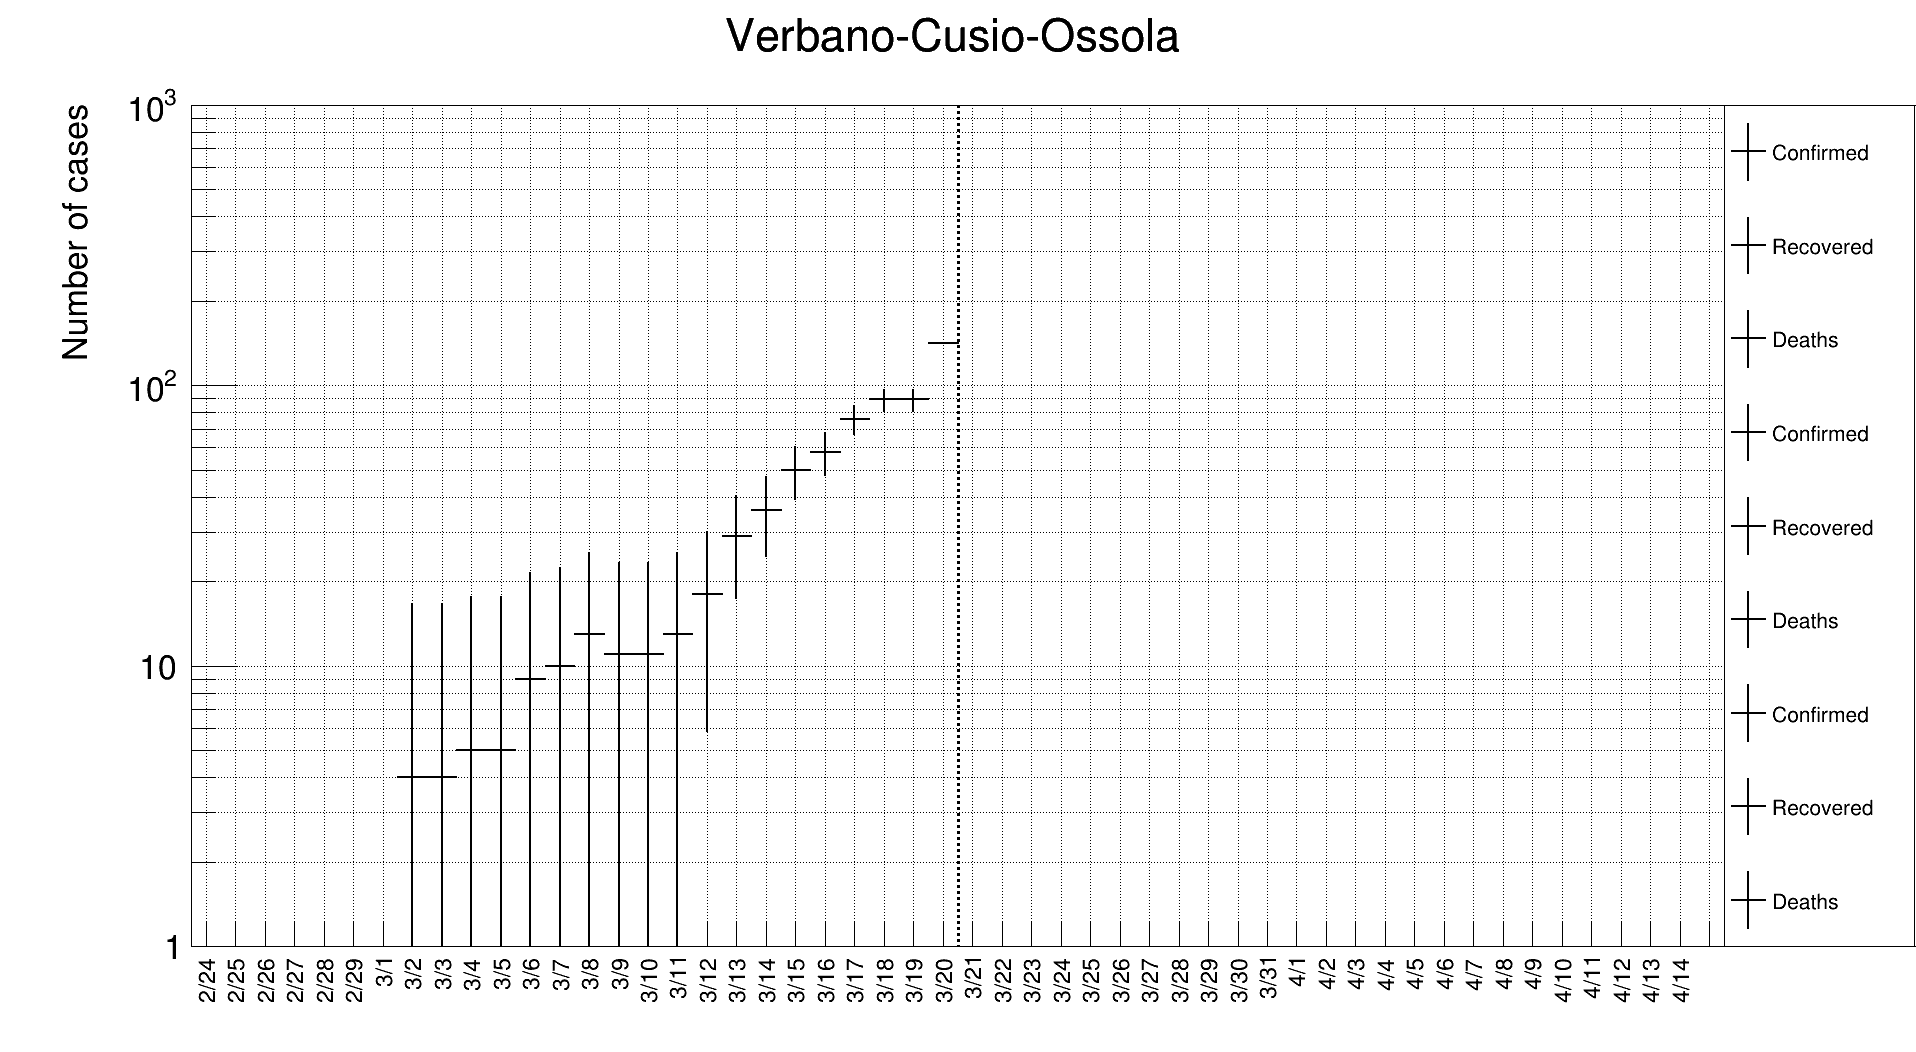 Verbano-Cusio-Ossola
Number of cases
10³
10²
10
1
2/24 2/25 2/26 2/27 2/28 2/29 3/1 3/2 3/3 3/4 3/5 3/6 3/7 3/8 3/9 3/10 3/11 3/12 3/13 3/14 3/15 3/16 3/17 3/18 3/19 3/20 3/21 3/22 3/23 3/24 3/25 3/26 3/27 3/28 3/29 3/30 3/31 4/1 4/2 4/3 4/4 4/5 4/6 4/7 4/8 4/9 4/10 4/11 4/12 4/13 4/14
Confirmed
Recovered
Deaths
Confirmed
Recovered
Deaths
Confirmed
Recovered
Deaths